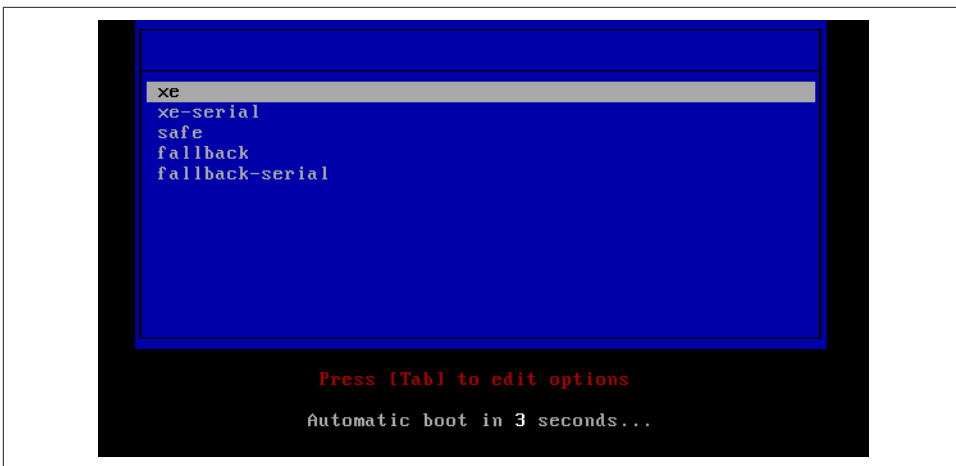 xe
xe-serial
safe
fallback
fallback-serial
Press [Tab] to edit options
Automatic boot in 3 seconds...